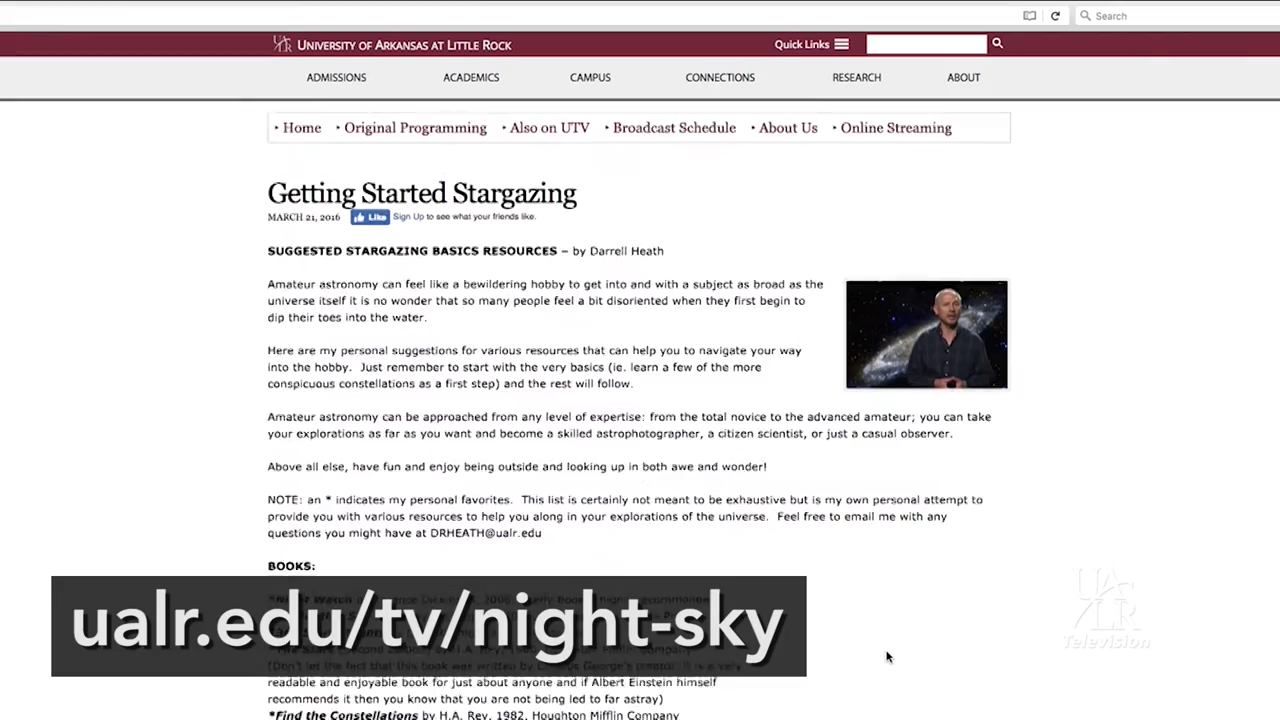 Search
UNIVERSITY OF ARKANSAS AT LITTLE ROCK
Quick Links
ADMISSIONS ACADEMICS CAMPUS CONNECTIONS RESEARCH ABOUT
Home Original Programming Also on UTV Broadcast Schedule About Us Online Streaming
Getting Started Stargazing
MARCH 21, 2016 Like Sign Up to see what your friends like.
SUGGESTED STARGAZING BASICS RESOURCES – by Darrell Heath
Amateur astronomy can feel like a bewildering hobby to get into and with a subject as broad as the
universe itself it is no wonder that so many people feel a bit disoriented when they first begin to
dip their toes into the water.
Here are my personal suggestions for various resources that can help you to navigate your way
into the hobby. Just remember to start with the very basics (ie. learn a few of the more
conspicuous constellations as a first step) and the rest will follow.
Amateur astronomy can be approached from any level of expertise: from the total novice to the advanced amateur; you can take
your explorations as far as you want and become a skilled astrophotographer, a citizen scientist, or just a casual observer.
Above all else, have fun and enjoy being outside and looking up in both awe and wonder!
NOTE: an * indicates my personal favorites. This list is certainly not meant to be exhaustive but is my own personal attempt to
provide you with various resources to help you along in your explorations of the universe. Feel free to email me with any
questions you might have at DRHEATH@ualr.edu
BOOKS:
ualr.edu/tv/night-sky
(Don't let the fact that this book was written by
readable and enjoyable book for just about anyone and if Albert Einstein himself
recommends it then you know that you are not being led to far astray)
*Find the Constellations by H.A. Rey, 1982, Houghton Mifflin Company
UALR
Television